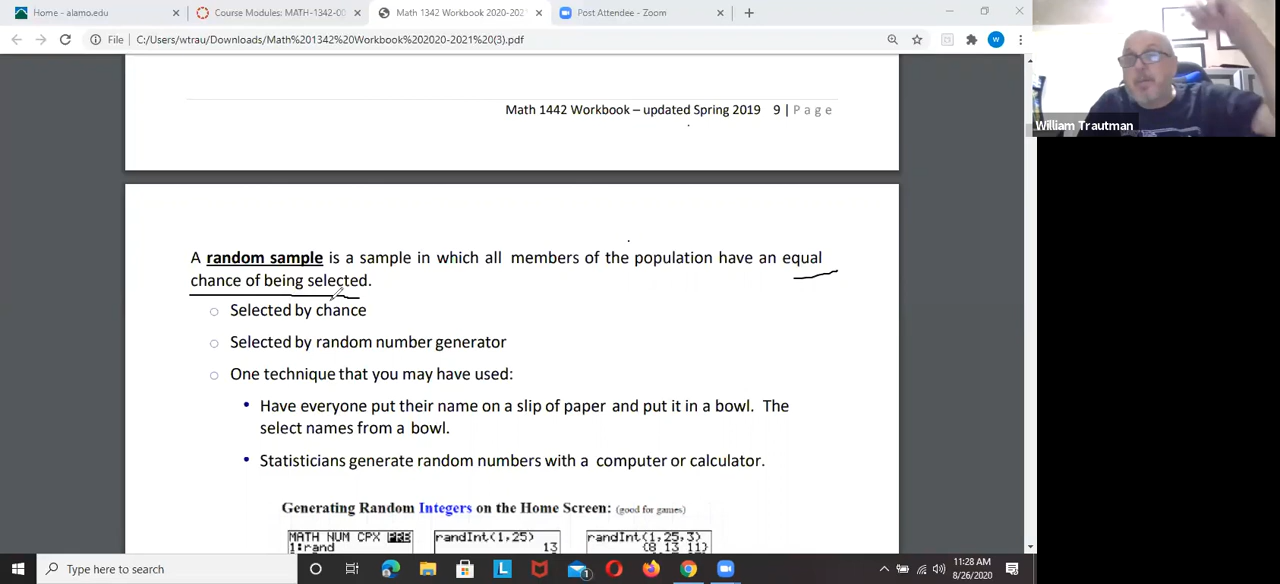 Home - alamo.edu
Course Modules: MATH-1342-00
Math 1342 Workbook 2020-202
Post Attendee - Zoom
File
C:/Users/wtrau/Downloads/Math%201342%20Workbook%202020-2021%20(3).pdf
W
Math 1442 Workbook – updated Spring 2019 9 | Page
William Trautman
A random sample is a sample in which all members of the population have an equal
chance of being selected.
Selected by chance
Selected by random number generator
One technique that you may have used:
Have everyone put their name on a slip of paper and put it in a bowl. The
select names from a bowl.
Statisticians generate random numbers with a computer or calculator.
Generating Random Integers on the Home Screen: (good for games)
MATH NUM CPX PRB
1:rand
randInt(1,25)
13
randInt(1,25,3)
{8 13 11}
Type here to search
L
1
11:28 AM
8/26/2020